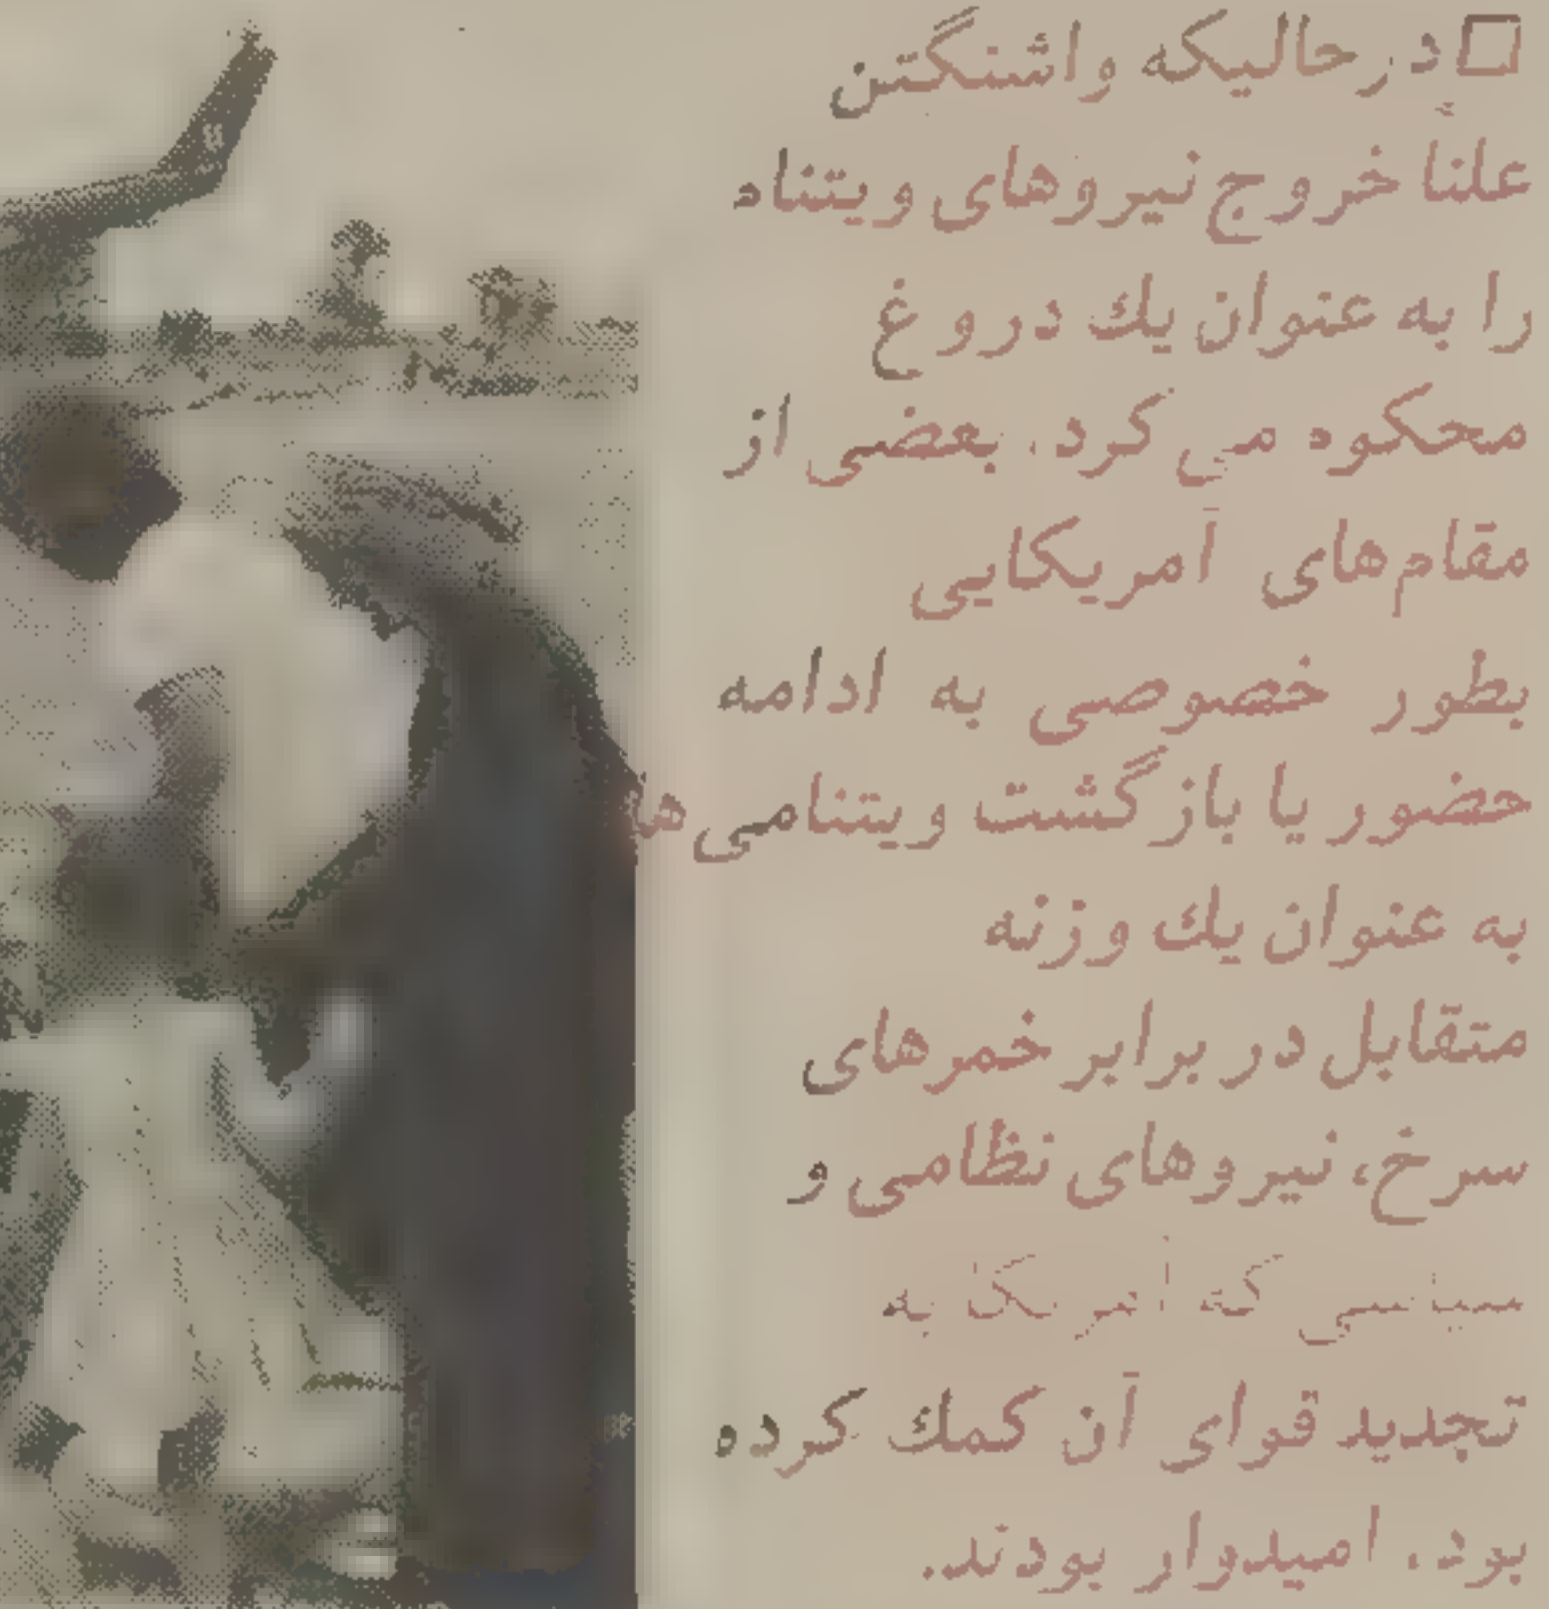 □ در حالیکه واشنگتن
علناً خروج نیروهای ویتنام
را به عنوان یك دروغ
محکوم می کرد، بعضی از
مقام‌های آمریکایی
بطور خصوصی به ادامه
حضور یا بازگشت ویتنامی‌ها
به عنوان یك وزنه
متقابل در برابر خمرهای
سرخ، نیروهای نظامی و
سیاسی که آمریکا به
تجدید قوای آن کمك کرده
بود، امیدوار بودند.